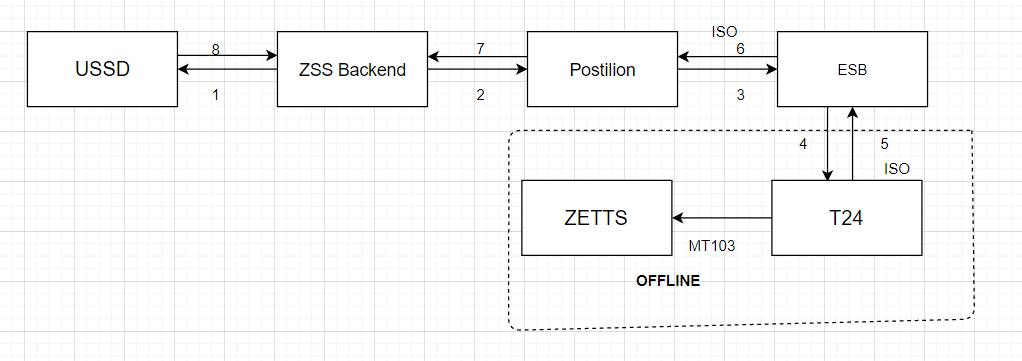 ISO
8
7
6
USSD
ZSS Backend
Postilion
ESB
1
2
3
4
5
ISO
ZETTS
T24
MT103
OFFLINE